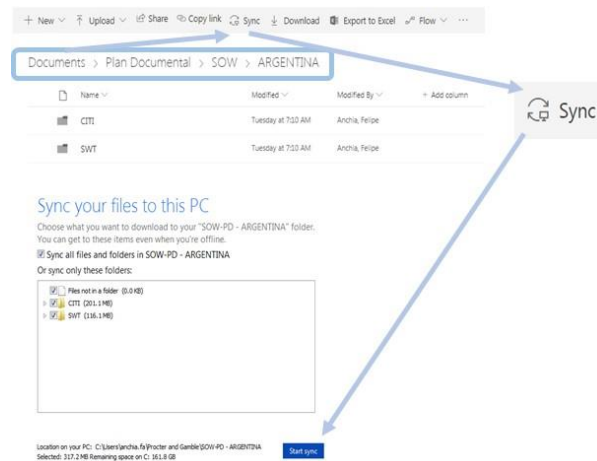 + New Upload Share Copy link Sync Download Export to Excel Flow ...
Documents > Plan Documental > SOW > ARGENTINA
Name Modified Modified By + Add column
CITI Tuesday at 7:10 AM Anchia, Felipe
Sync
SWT Tuesday at 7:10 AM Anchia, Felipe
Sync your files to this PC
Choose what you want to download to your "SOW-PD - ARGENTINA" folder.
You can get to these items even when you're offline.
Sync all files and folders in SOW-PD - ARGENTINA
Or sync only these folders:
Files not in a folder (0.0 KB)
CITI (201.1 MB)
SWT (116.1 MB)
Location on your PC: C:\Users\anchia.fa\Procter and Gamble\SOW-PD - ARGENTINA
Start sync
Selected: 317.2 MB Remaining space on C: 161.8 GB